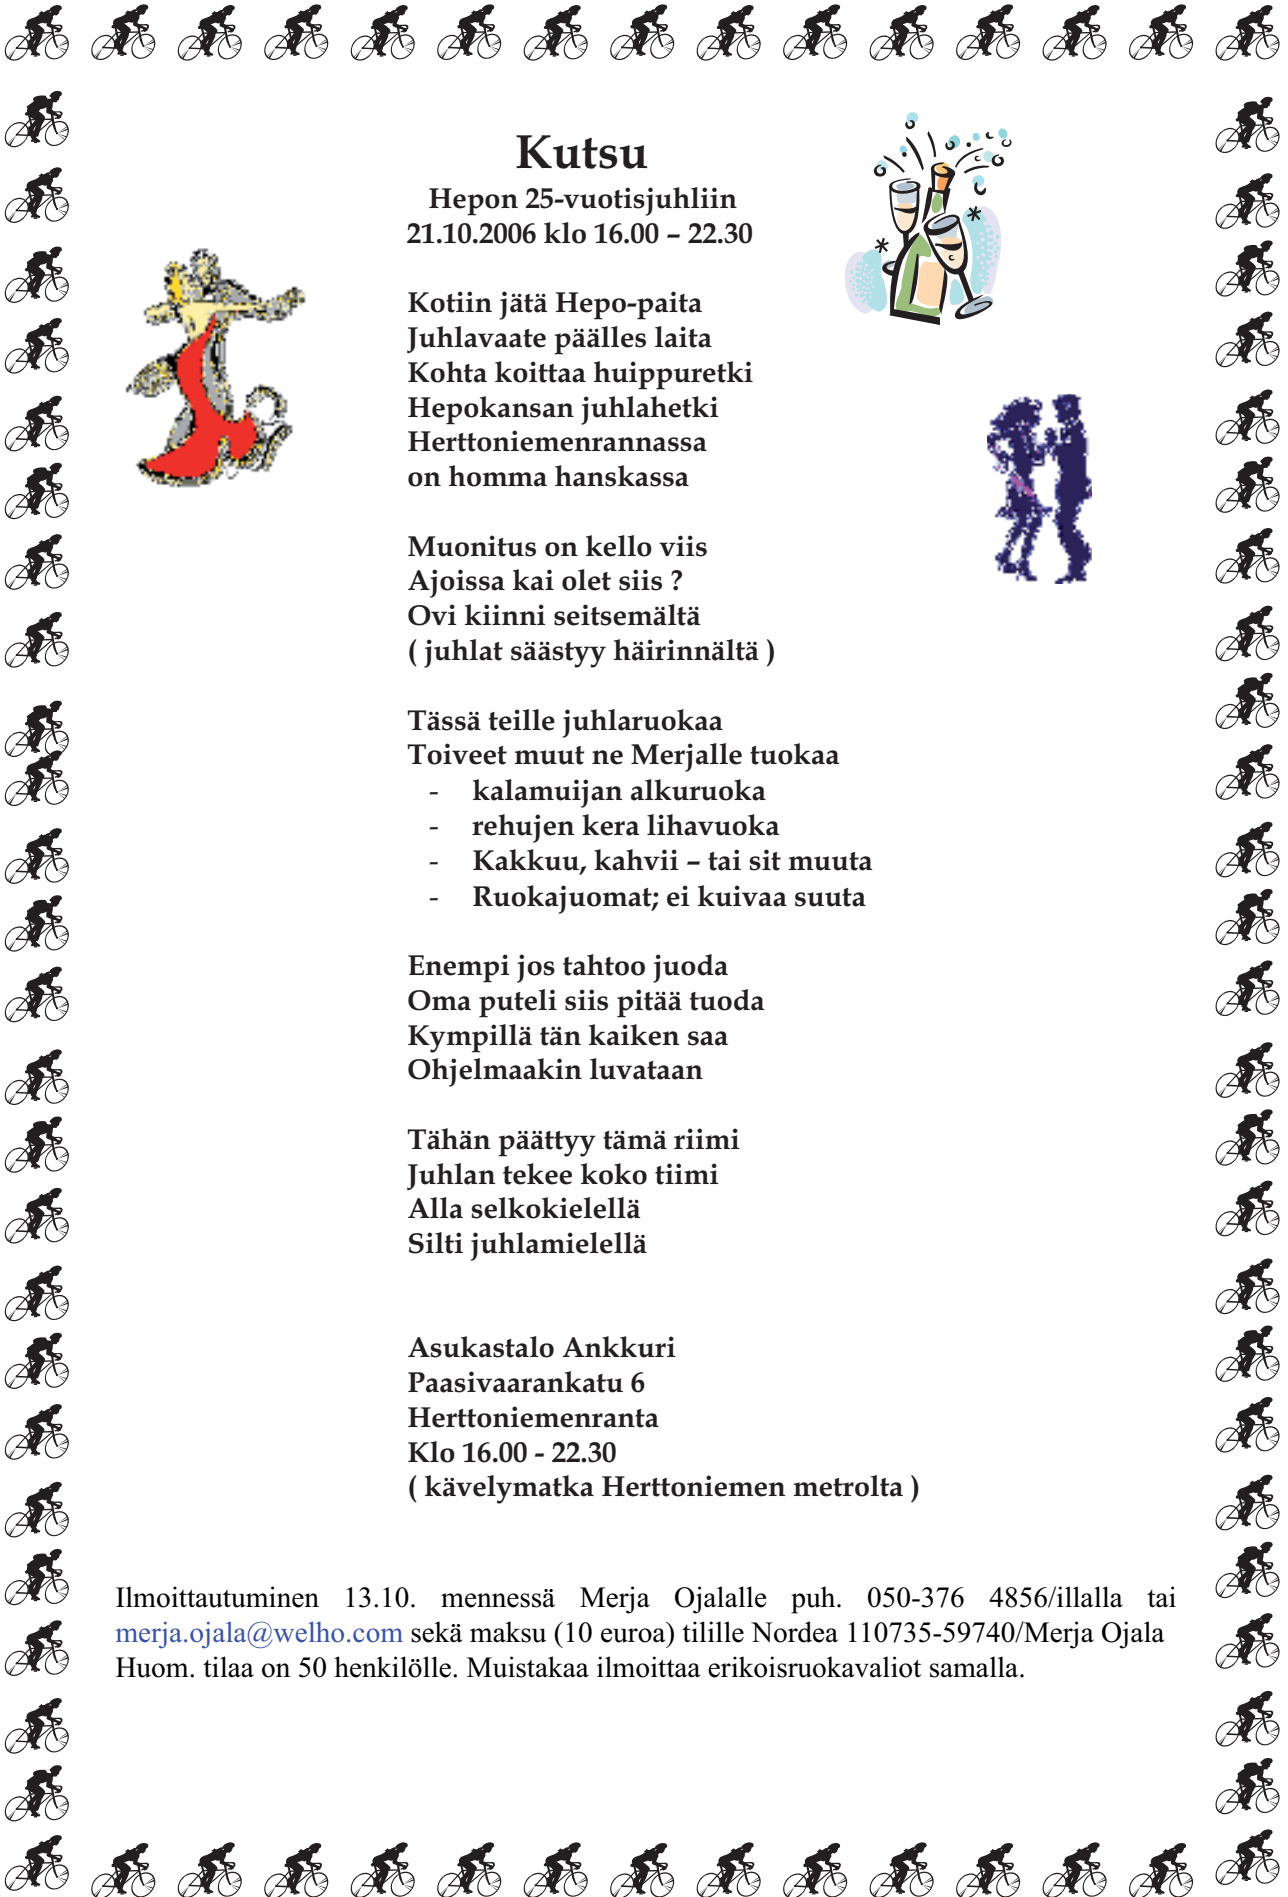 Kutsu
Hepon 25-vuotisjuhliin
21.10.2006 klo 16.00 – 22.30
Kotiin jätä Hepo-paita
Juhlavaate päälles laita
Kohta koittaa huippuretki
Hepokansan juhlahetki
Herttoniemenrannassa
on homma hanskassa
Muonitus on kello viis
Ajoissa kai olet siis ?
Ovi kiinni seitsemältä
( juhlat säästyy häirinnältä )
Tässä teille juhlaruokaa
Toiveet muut ne Merjalle tuokaa
- kalamuijan alkuruoka
- rehujen kera lihavuoka
- Kakkuu, kahvii – tai sit muuta
- Ruokajuomat; ei kuivaa suuta
Enempi jos tahtoo juoda
Oma puteli siis pitää tuoda
Kympillä tän kaiken saa
Ohjelmaakin luvataan
Tähän päättyy tämä riimi
Juhlan tekee koko tiimi
Alla selkokielellä
Silti juhlamielellä
Asukastalo Ankkuri
Paasivaarankatu 6
Herttoniemenranta
Klo 16.00 - 22.30
( kävelymatka Herttoniemen metrolta )
Ilmoittautuminen 13.10. mennessä Merja Ojalalle puh. 050-376 4856/illalla tai
merja.ojala@welho.com sekä maksu (10 euroa) tilille Nordea 110735-59740/Merja Ojala
Huom. tilaa on 50 henkilölle. Muistakaa ilmoittaa erikoisruokavaliot samalla.